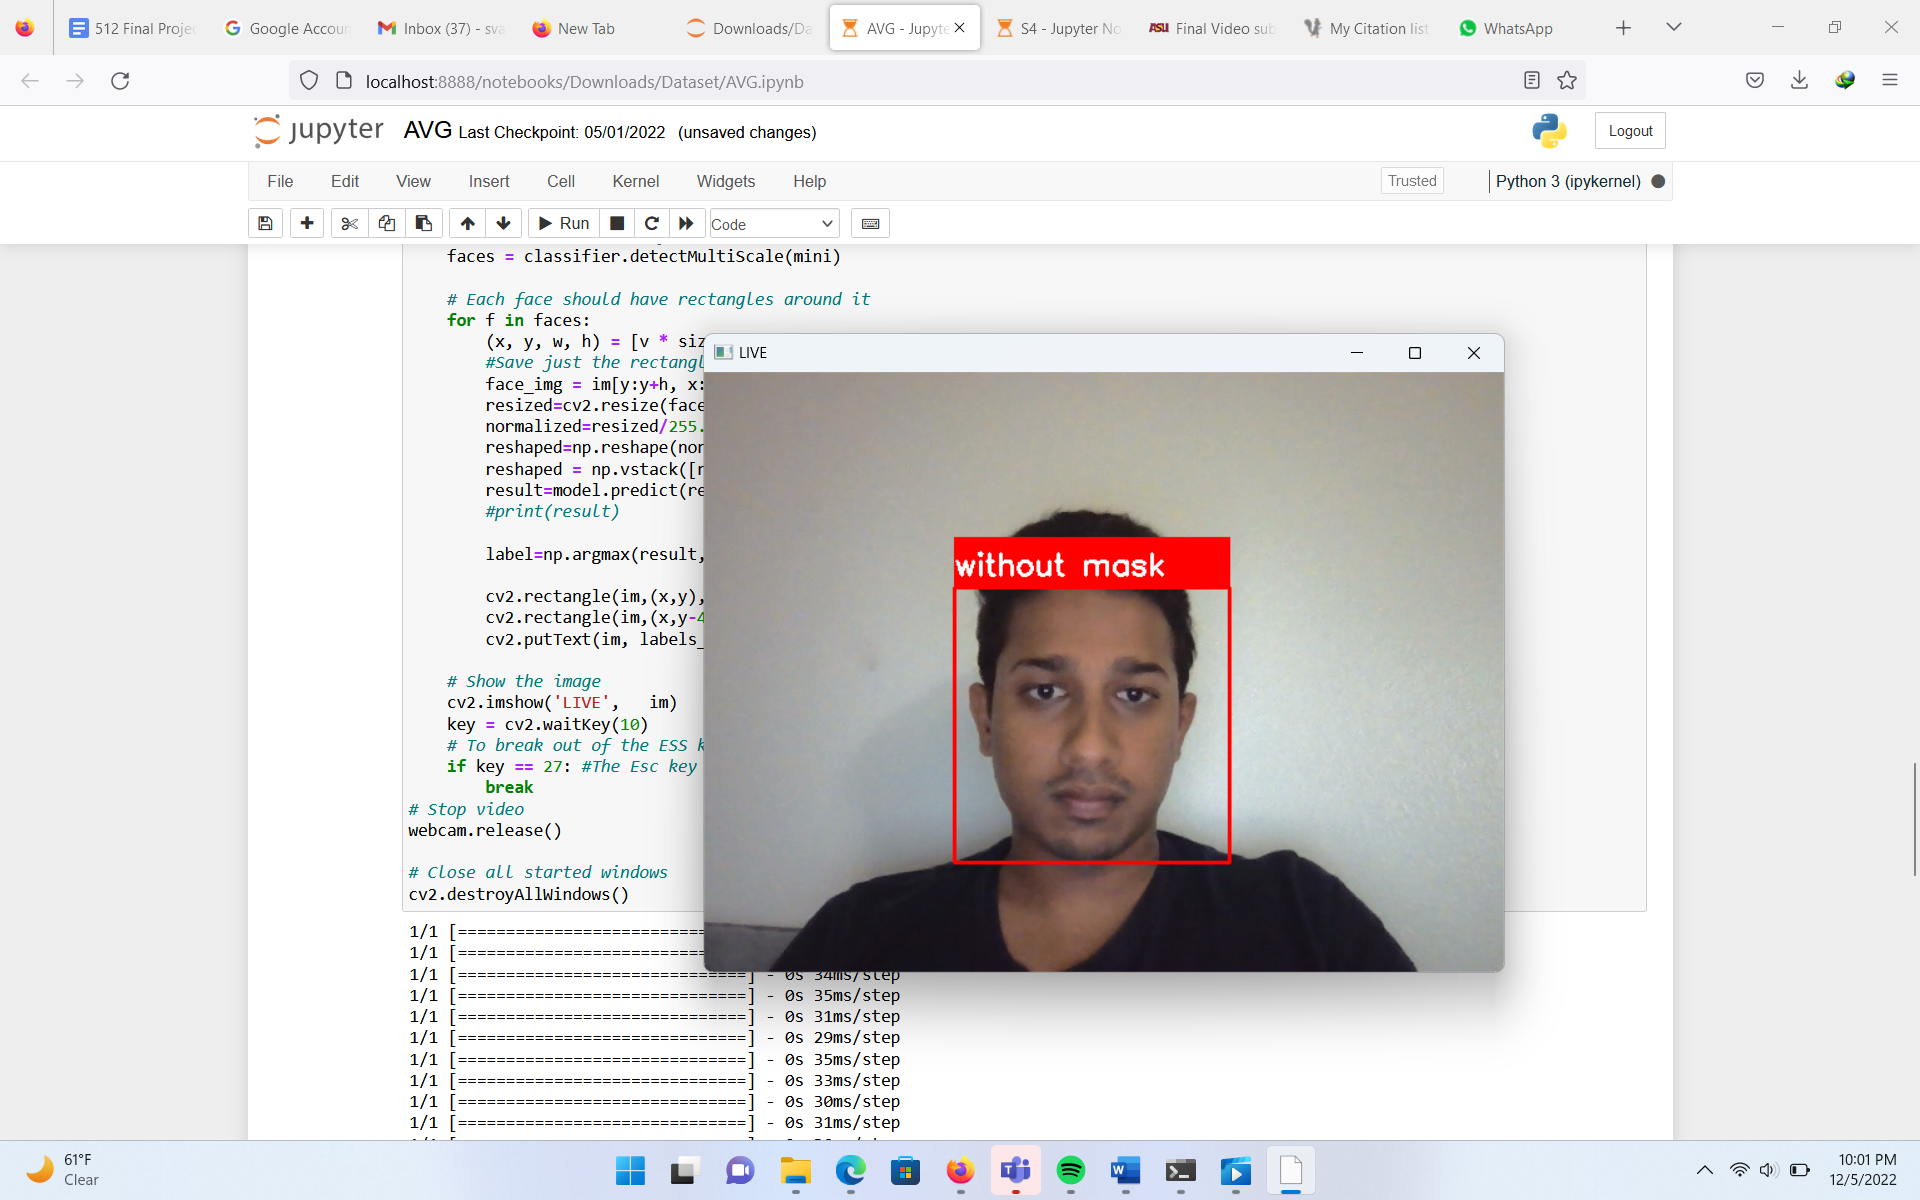 512 Final Projec
Google Accoun
Inbox (37) - sva
New Tab
Downloads/Da
AVG - Jupyte
S4 - Jupyter No
ASU Final Video sub
My Citation list
WhatsApp
localhost:8888/notebooks/Downloads/Dataset/AVG.ipynb
jupyter AVG Last Checkpoint: 05/01/2022 (unsaved changes)
Logout
File Edit View Insert Cell Kernel Widgets Help
Trusted
Python 3 (ipykernel)
Run
Code
faces = classifier.detectMultiScale(mini)
# Each face should have rectangles around it
for f in faces:
(x, y, w, h) = [v * siz
#Save just the rectangl
face_img = im[y:y+h, x:
resized=cv2.resize(face
normalized=resized/255.
reshaped=np.reshape(nor
reshaped = np.vstack([r
result=model.predict(re
#print(result)
label=np.argmax(result,
cv2.rectangle(im,(x,y),
cv2.rectangle(im,(x,y-4
cv2.putText(im, labels_
# Show the image
cv2.imshow('LIVE', im)
key = cv2.waitKey(10)
# To break out of the ESS k
if key == 27: #The Esc key
break
# Stop video
webcam.release()
# Close all started windows
cv2.destroyAllWindows()
LIVE
without mask
1/1 [===========================
1/1 [===========================
1/1 [==============================] - 0s 34ms/step
1/1 [==============================] - 0s 35ms/step
1/1 [==============================] - 0s 31ms/step
1/1 [==============================] - 0s 29ms/step
1/1 [==============================] - 0s 35ms/step
1/1 [==============================] - 0s 33ms/step
1/1 [==============================] - 0s 30ms/step
1/1 [==============================] - 0s 31ms/step
61°F
Clear
10:01 PM
12/5/2022